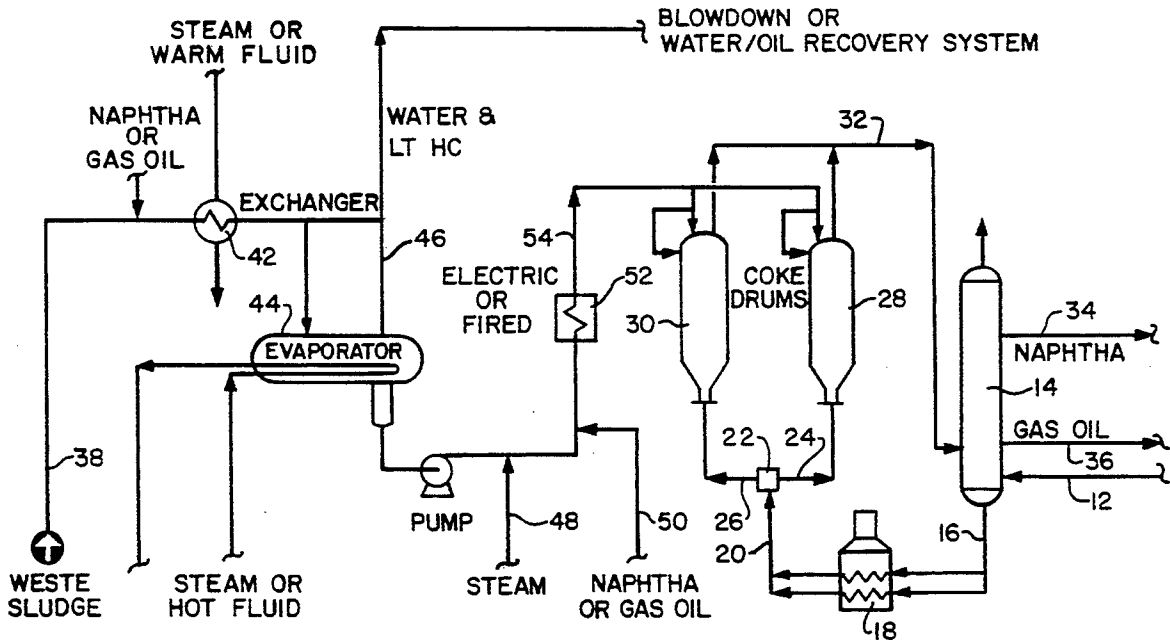 STEAM OR
WARM FLUID
BLOWDOWN OR
WATER/OIL RECOVERY SYSTEM
NAPHTHA
OR
GAS OIL
WATER &
LT HC
32
EXCHANGER
42
46
54
ELECTRIC
OR
FIRED
52
30
COKE
DRUMS
28
44
EVAPORATOR
34
NAPHTHA
14
GAS OIL
36
12
38
22
24
26
20
16
PUMP
48
50
18
WESTE
SLUDGE
STEAM OR
HOT FLUID
STEAM
NAPHTHA
OR GAS OIL